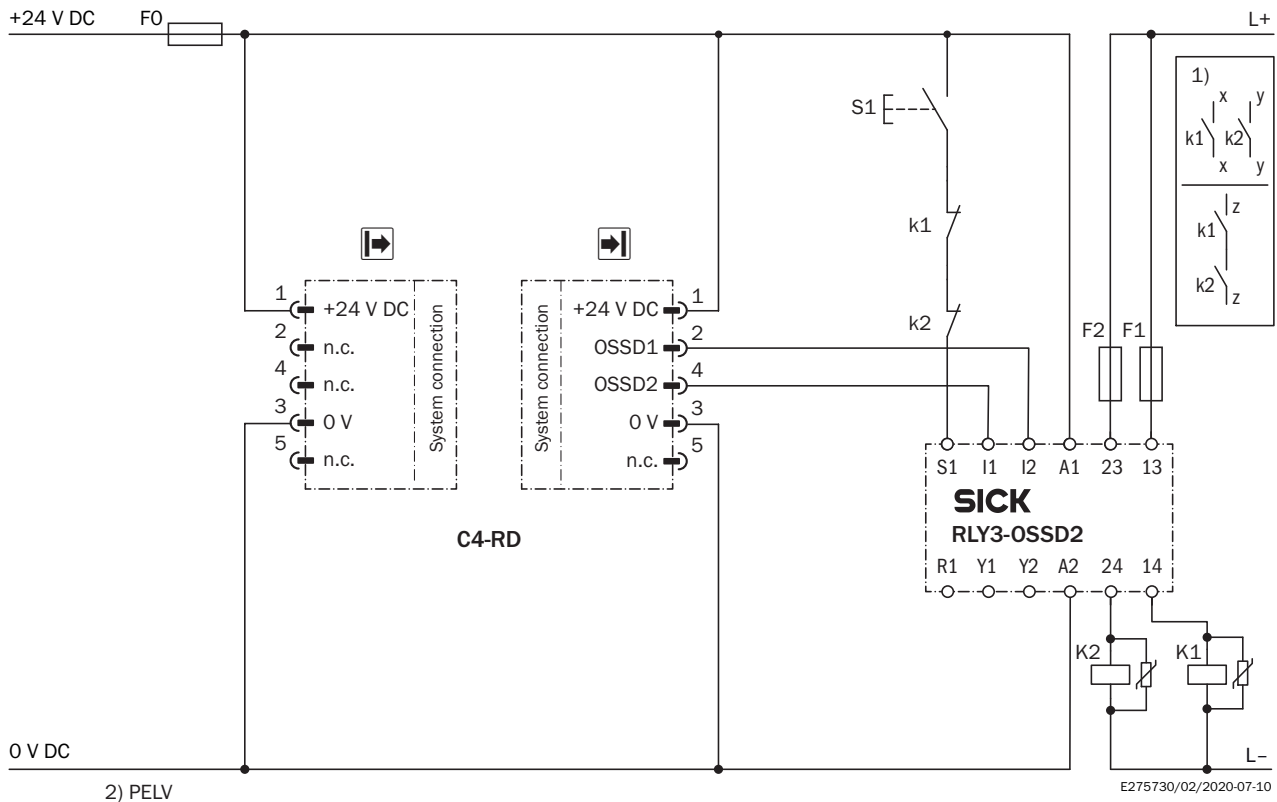 +24 V DC F0 L+
1)
x y
k1 k2
x y
z
k1
k2
z
S1
k1
k2
F2 F1
1 +24 V DC
2 n.c.
4 n.c.
3 0 V
5 n.c.
System connection
System connection
+24 V DC 1
OSSD1 2
OSSD2 4
0 V 3
n.c. 5
C4-RD
S1 I1 I2 A1 23 13
SICK
RLY3-OSSD2
R1 Y1 Y2 A2 24 14
K2 K1
0 V DC L–
2) PELV
E275730/02/2020-07-10